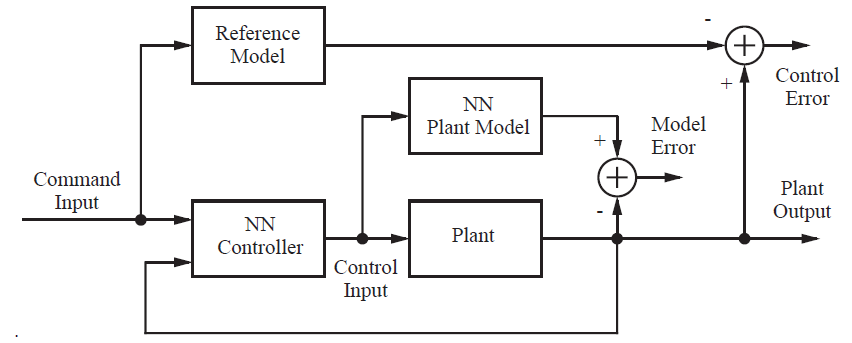 Reference
Model
-
+
Control
Error
NN
Plant Model
+
Model
Error
Command
Input
NN
Controller
Control
Input
Plant
-
Plant
Output
+
+
.